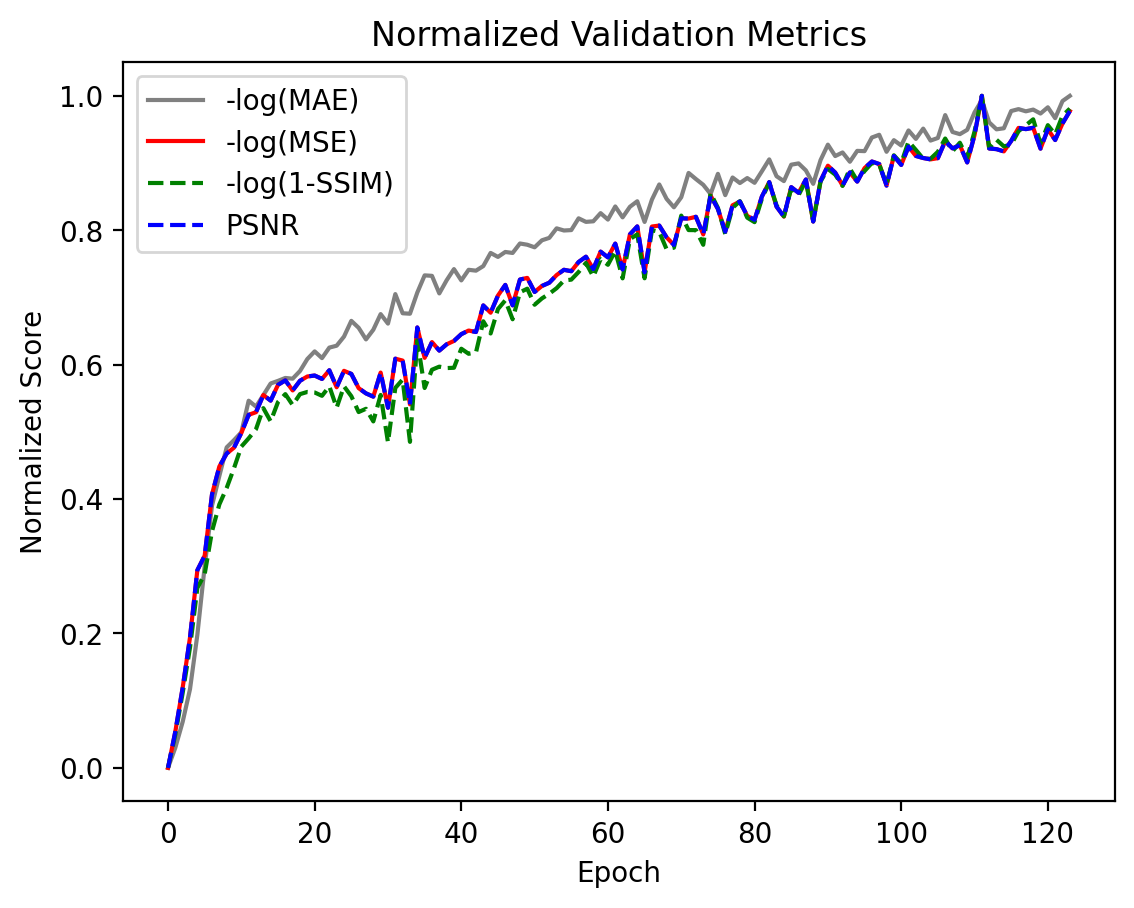 Normalized Validation Metrics
-log(MAE)
-log(MSE)
-log(1-SSIM)
PSNR
Normalized Score
1.0
0.8
0.6
0.4
0.2
0.0
0 20 40 60 80 100 120
Epoch